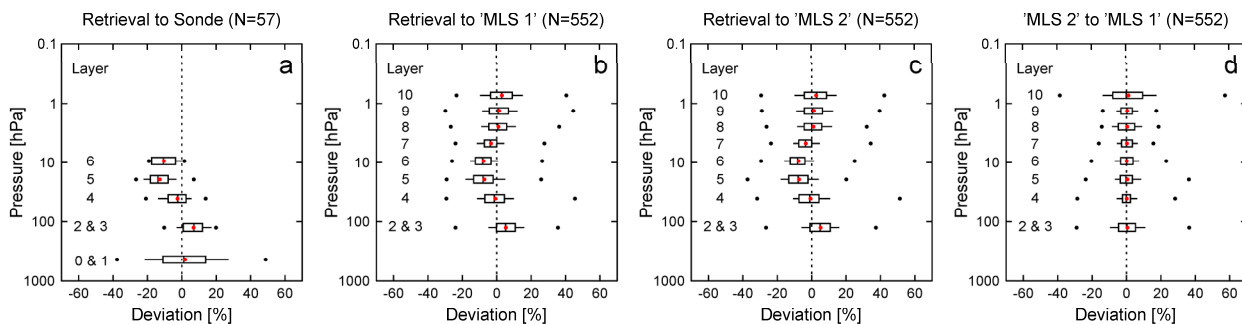 Retrieval to Sonde (N=57)
a
Layer
0.1
1
10
100
1000
Pressure [hPa]
6
5
4
2 & 3
0 & 1
-60 -40 -20 0 20 40 60
Deviation [%]
Retrieval to 'MLS 1' (N=552)
b
Layer
0.1
1
10
100
1000
Pressure [hPa]
10
9
8
7
6
5
4
2 & 3
-60 -40 -20 0 20 40 60
Deviation [%]
Retrieval to 'MLS 2' (N=552)
c
Layer
0.1
1
10
100
1000
Pressure [hPa]
10
9
8
7
6
5
4
2 & 3
-60 -40 -20 0 20 40 60
Deviation [%]
'MLS 2' to 'MLS 1' (N=552)
d
Layer
0.1
1
10
100
1000
Pressure [hPa]
10
9
8
7
6
5
4
2 & 3
-60 -40 -20 0 20 40 60
Deviation [%]